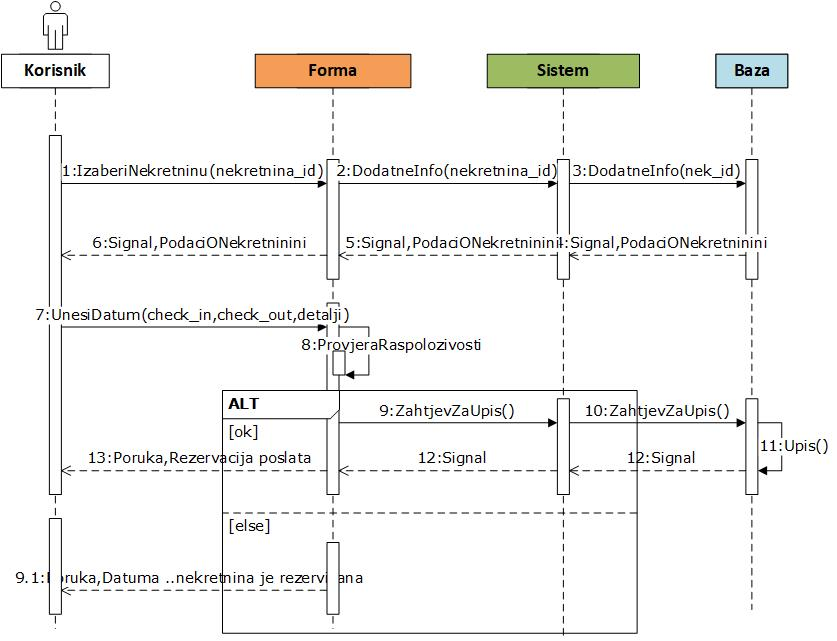 Korisnik
Forma
Sistem
Baza
1:IzaberiNekretninu(nekretnina_id)
2:DodatneInfo(nekretnina_id)
3:DodatneInfo(nek_id)
6:Signal,PodaciONekretninini
5:Signal,PodaciONekretninini
:Signal,PodaciONekretninini
7:UnesiDatum(check_in,check_out,detalji)
8:ProvjeraRaspolozivosti
ALT
9:ZahtjevZaUpis()
10:ZahtjevZaUpis()
[ok]
11:Upis()
13:Poruka,Rezervacija poslata
12:Signal
12:Signal
[else]
9.1:Poruka,Datuma ..nekretnina je rezervisana